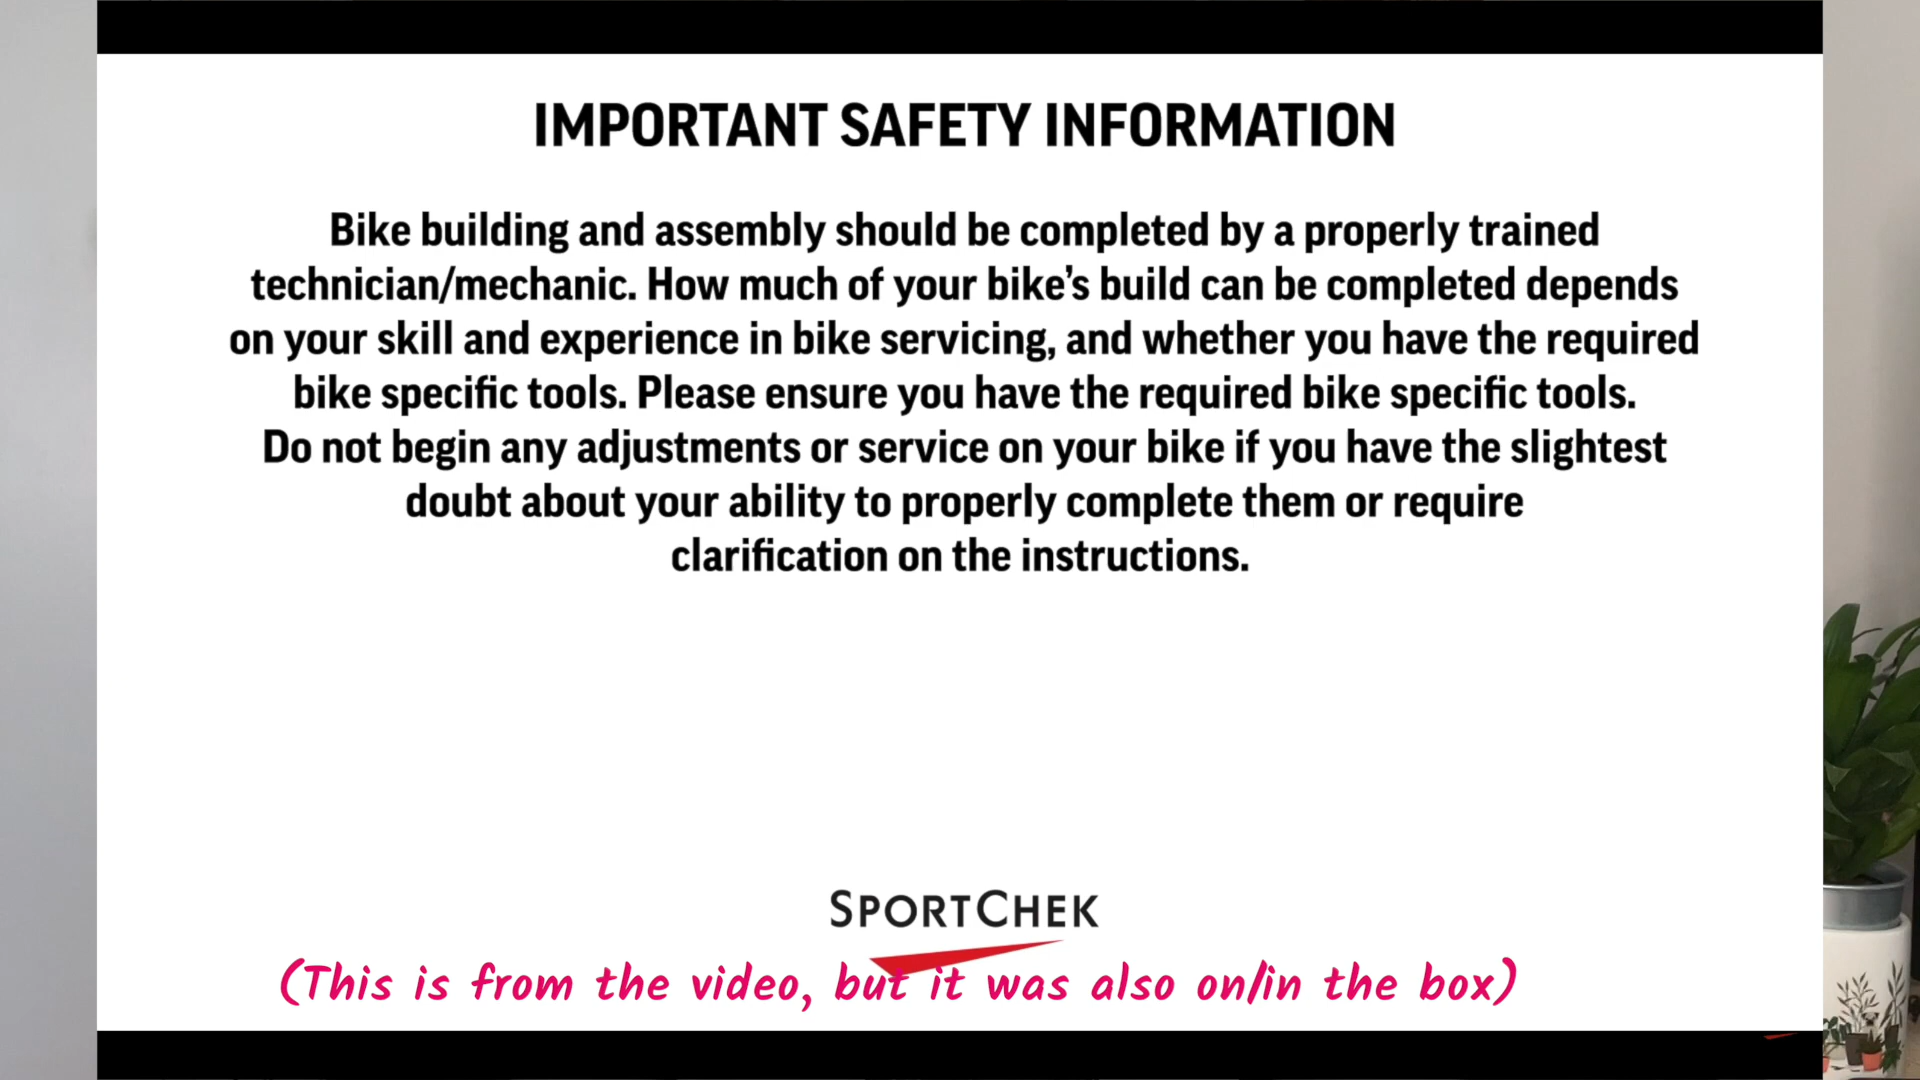 IMPORTANT SAFETY INFORMATION
Bike building and assembly should be completed by a properly trained
technician/mechanic. How much of your bike’s build can be completed depends
on your skill and experience in bike servicing, and whether you have the required
bike specific tools. Please ensure you have the required bike specific tools.
Do not begin any adjustments or service on your bike if you have the slightest
doubt about your ability to properly complete them or require
clarification on the instructions.
SPORTCHEK
(This is from the video, but it was also on/in the box)